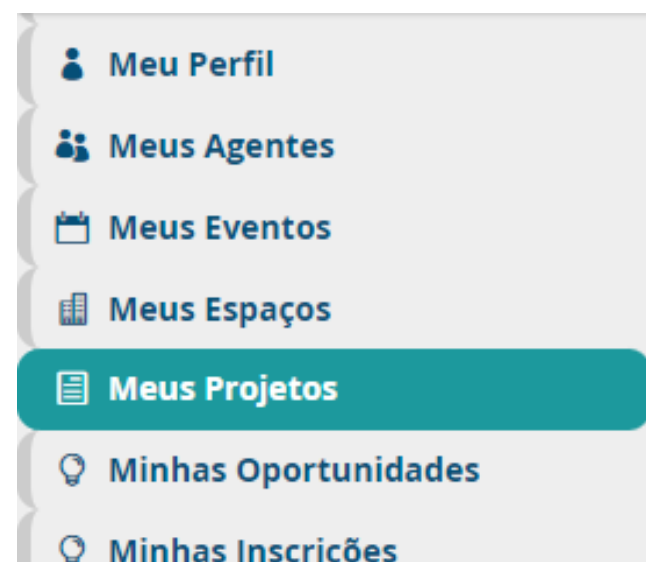 Meu Perfil
Meus Agentes
Meus Eventos
Meus Espaços
Meus Projetos
Minhas Oportunidades
Minhas Inscrições